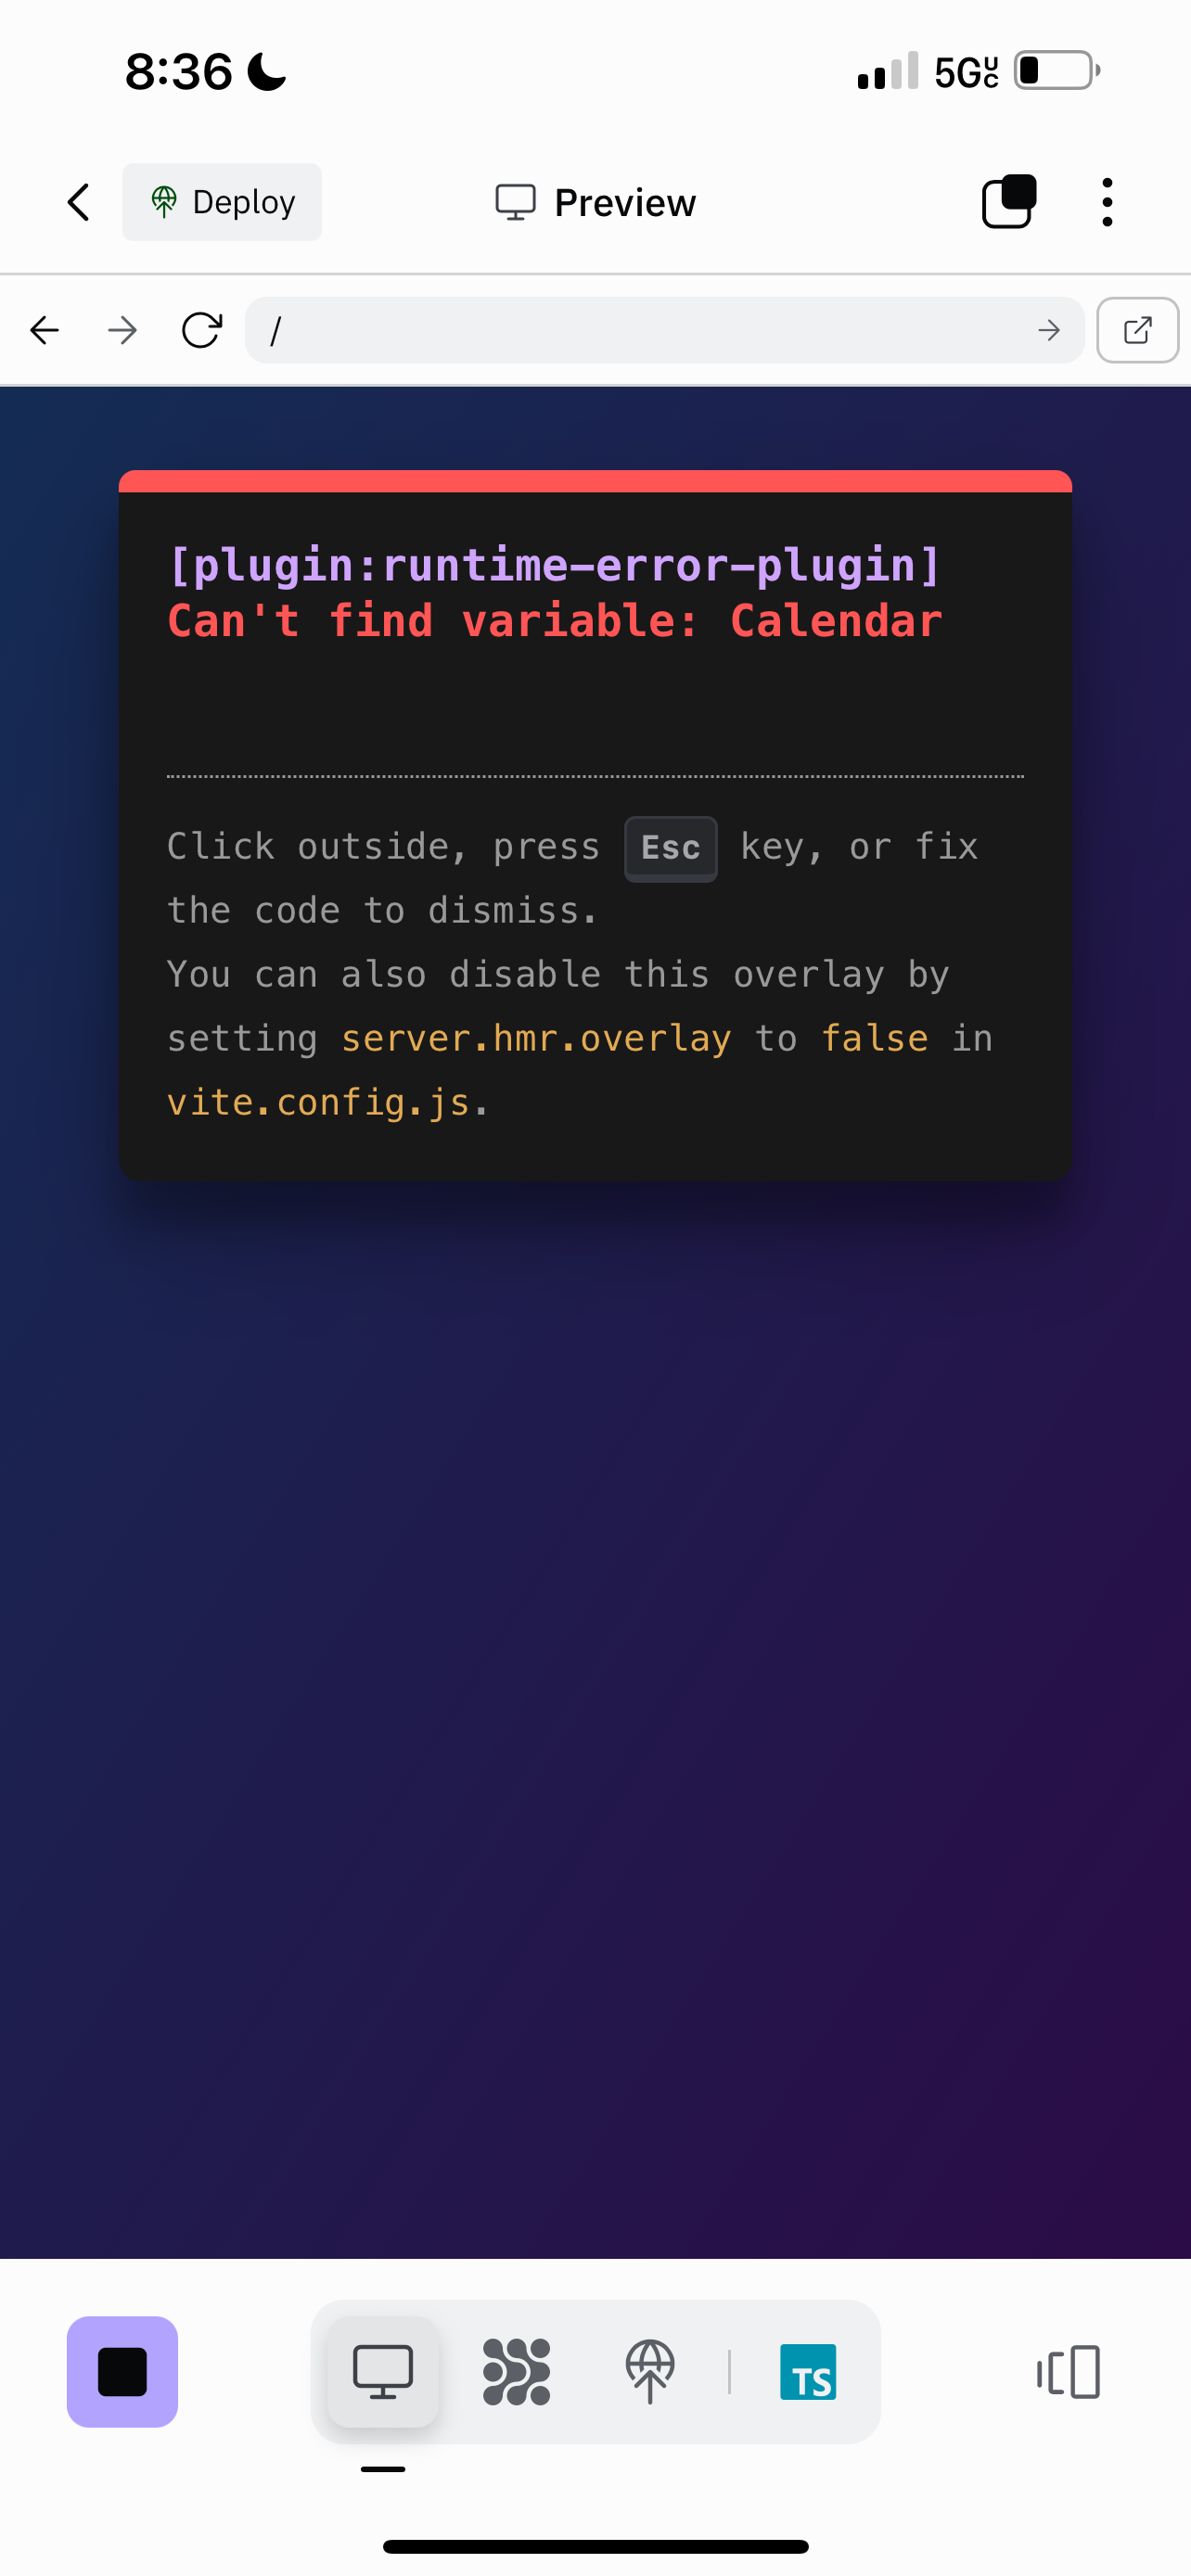 8:36
5G UC
Deploy
Preview
/
[plugin:runtime-error-plugin]
Can't find variable: Calendar
Click outside, press Esc key, or fix
the code to dismiss.
You can also disable this overlay by
setting server.hmr.overlay to false in
vite.config.js.
TS